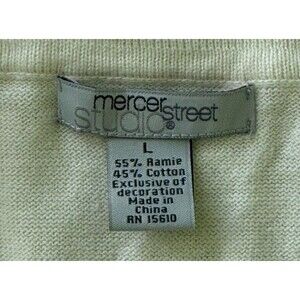 mercer street
studio®
L
55% Ramie
45% Cotton
Exclusive of
decoration
Made in
China
RN 15610